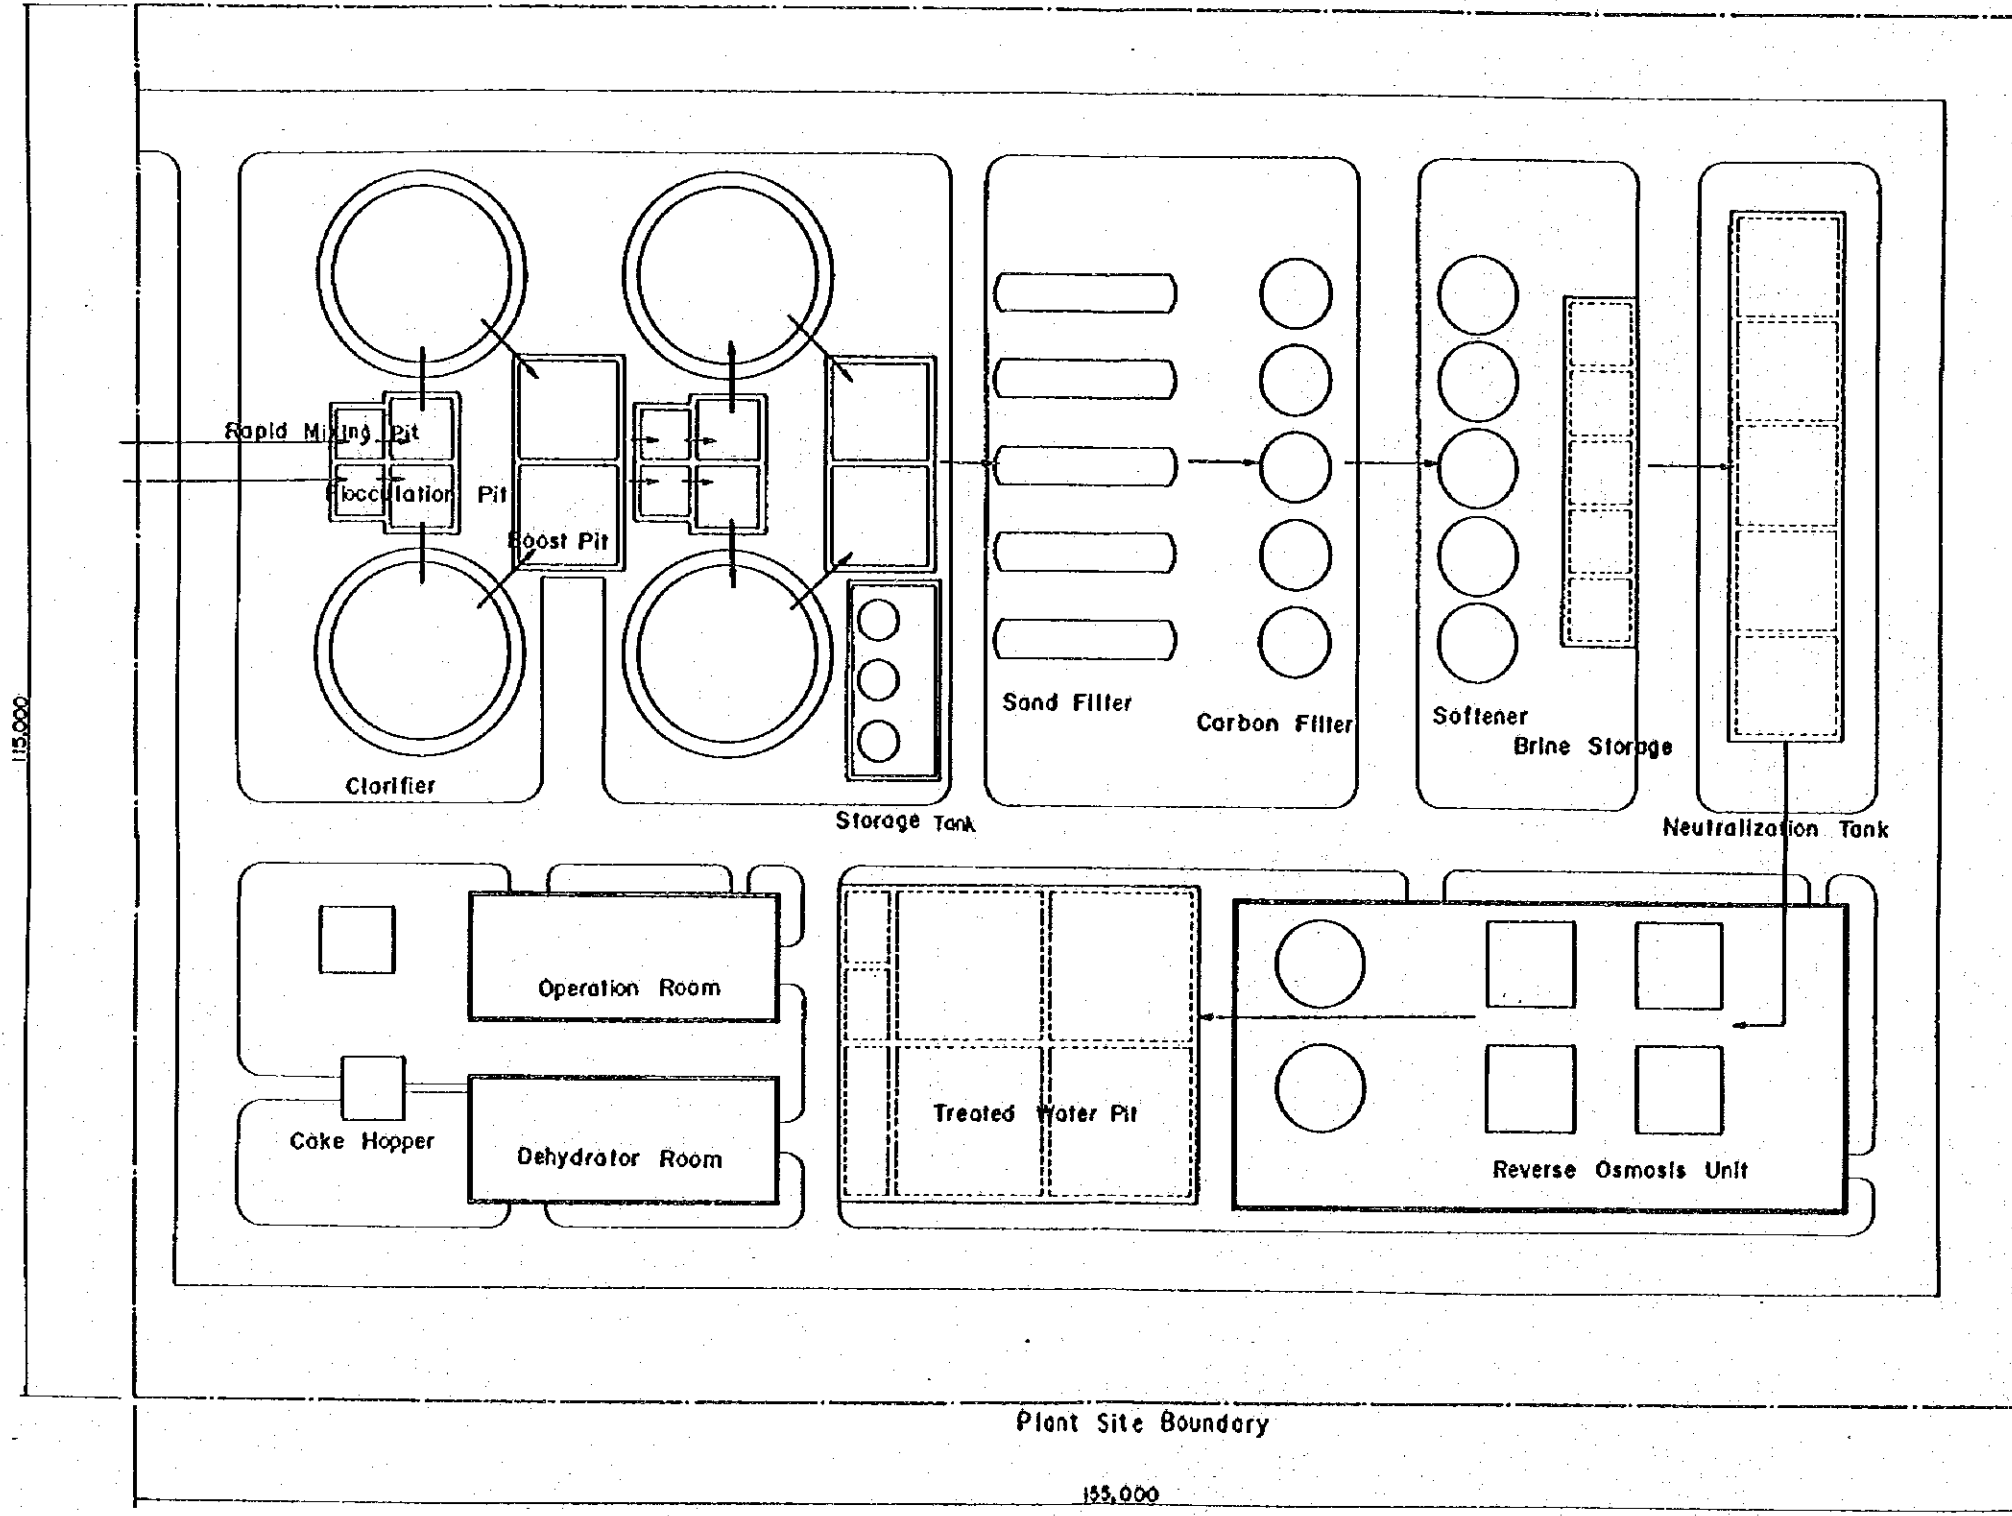 Rapid Mixing Pit
Flocculation Pit
Boost Pit
Clarifier
Storage Tank
Sand Filter
Carbon Filter
Softener
Brine Storage
Neutralization Tank
115,000
Operation Room
Cake Hopper
Dehydrator Room
Treated Water Pit
Reverse Osmosis Unit
Plant Site Boundary
155,000